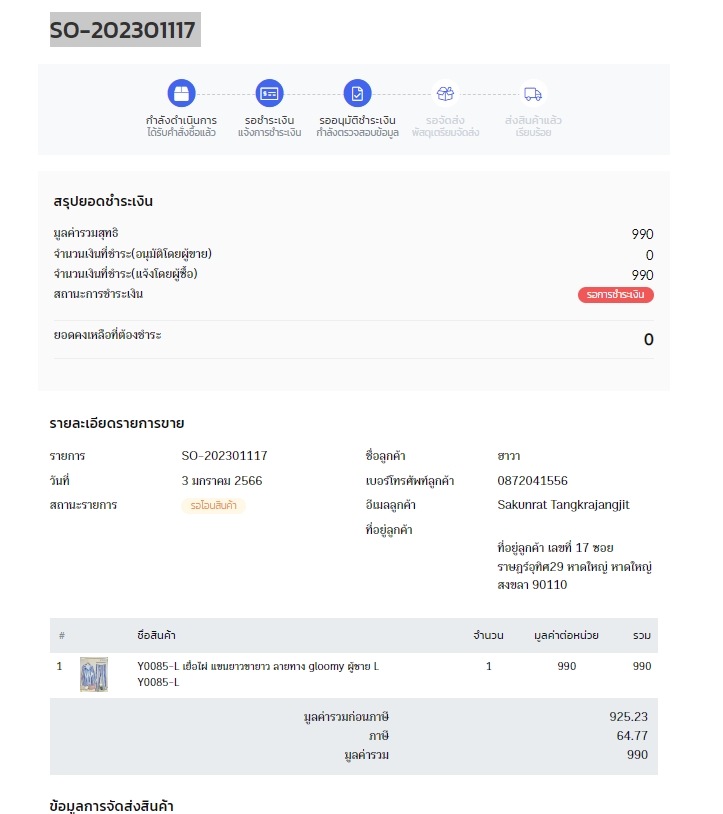 SO-202301117
กำลังดำเนินการ
ได้รับคำสั่งซื้อแล้ว
รอชำระเงิน
แจ้งการชำระเงิน
รออนุมัติชำระเงิน
กำลังตรวจสอบข้อมูล
รอจัดส่ง
พัสดุเตรียมจัดส่ง
ส่งสินค้าแล้ว
เรียบร้อย
สรุปยอดชำระเงิน
มูลค่ารวมสุทธิ 990
จำนวนเงินที่ชำระ(อนุมัติโดยผู้ขาย) 0
จำนวนเงินที่ชำระ(แจ้งโดยผู้ซื้อ) 990
สถานะการชำระเงิน รอการชำระเงิน
ยอดคงเหลือที่ต้องชำระ 0
รายละเอียดรายการขาย
รายการ SO-202301117 ชื่อลูกค้า ฮาวา
วันที่ 3 มกราคม 2566 เบอร์โทรศัพท์ลูกค้า 0872041556
สถานะรายการ รอโอนสินค้า อีเมลลูกค้า Sakunrat Tangkrajangjit
ที่อยู่ลูกค้า
ที่อยู่ลูกค้า เลขที่ 17 ซอย
ราษฎร์อุทิศ29 หาดใหญ่ หาดใหญ่
สงขลา 90110
# ชื่อสินค้า จำนวน มูลค่าต่อหน่วย รวม
1 Y0085-L เยื่อไผ่ แขนยาวขายาว ลายทาง gloomy ผู้ชาย L 1 990 990
Y0085-L
มูลค่ารวมก่อนภาษี 925.23
ภาษี 64.77
มูลค่ารวม 990
ข้อมูลการจัดส่งสินค้า